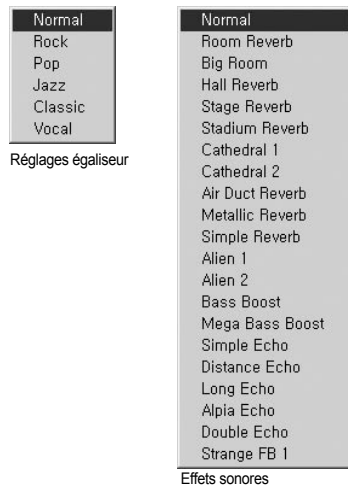 Normal
Rock
Pop
Jazz
Classic
Vocal
Réglages égaliseur
Normal
Room Reverb
Big Room
Hall Reverb
Stage Reverb
Stadium Reverb
Cathedral 1
Cathedral 2
Air Duct Reverb
Metallic Reverb
Simple Reverb
Alien 1
Alien 2
Bass Boost
Mega Bass Boost
Simple Echo
Distance Echo
Long Echo
Alpia Echo
Double Echo
Strange FB 1
Effets sonores